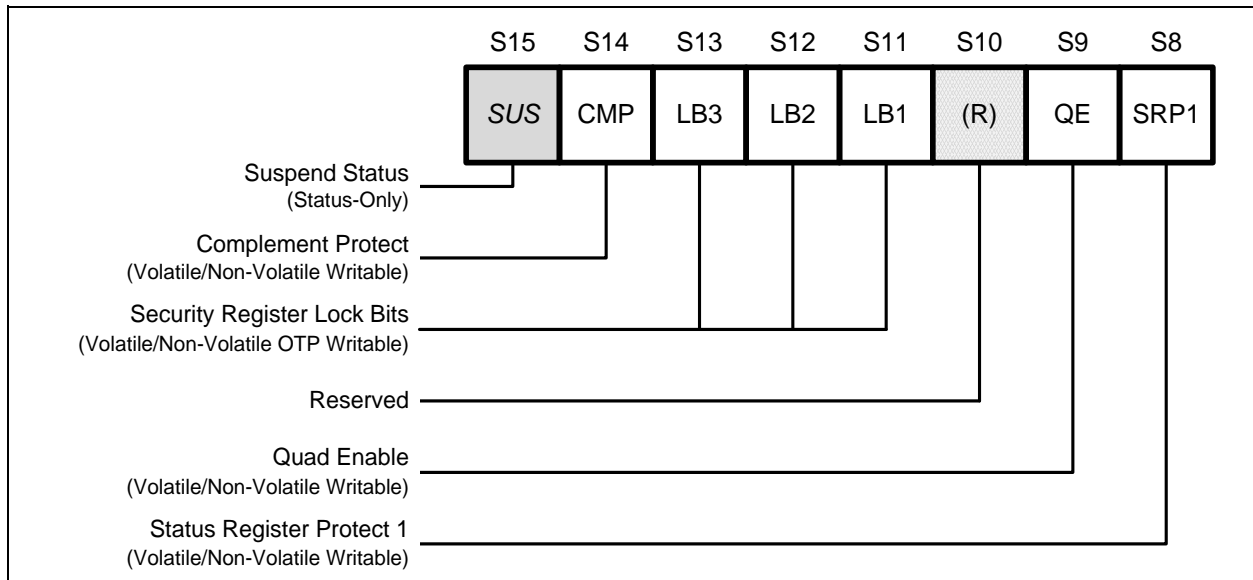 S15 S14 S13 S12 S11 S10 S9 S8
SUS CMP LB3 LB2 LB1 (R) QE SRP1
Suspend Status
(Status-Only)
Complement Protect
(Volatile/Non-Volatile Writable)
Security Register Lock Bits
(Volatile/Non-Volatile OTP Writable)
Reserved
Quad Enable
(Volatile/Non-Volatile Writable)
Status Register Protect 1
(Volatile/Non-Volatile Writable)